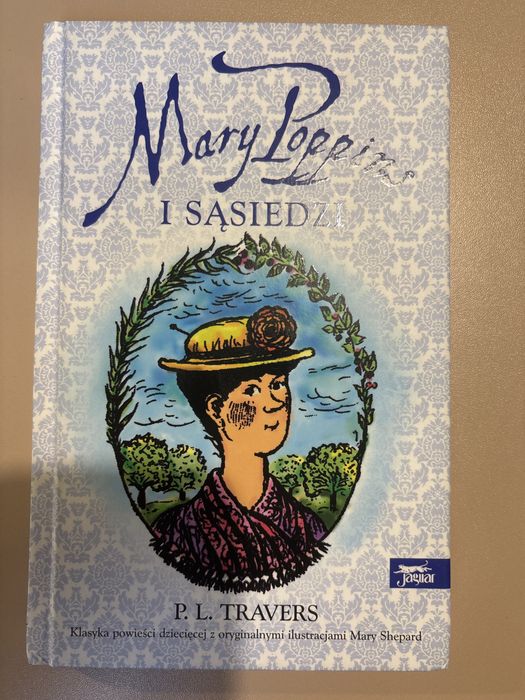 Mary Poppins
I SĄSIEDZI
Jaguar
P. L. TRAVERS
Klasyka powieści dziecięcej z oryginalnymi ilustracjami Mary Shepard